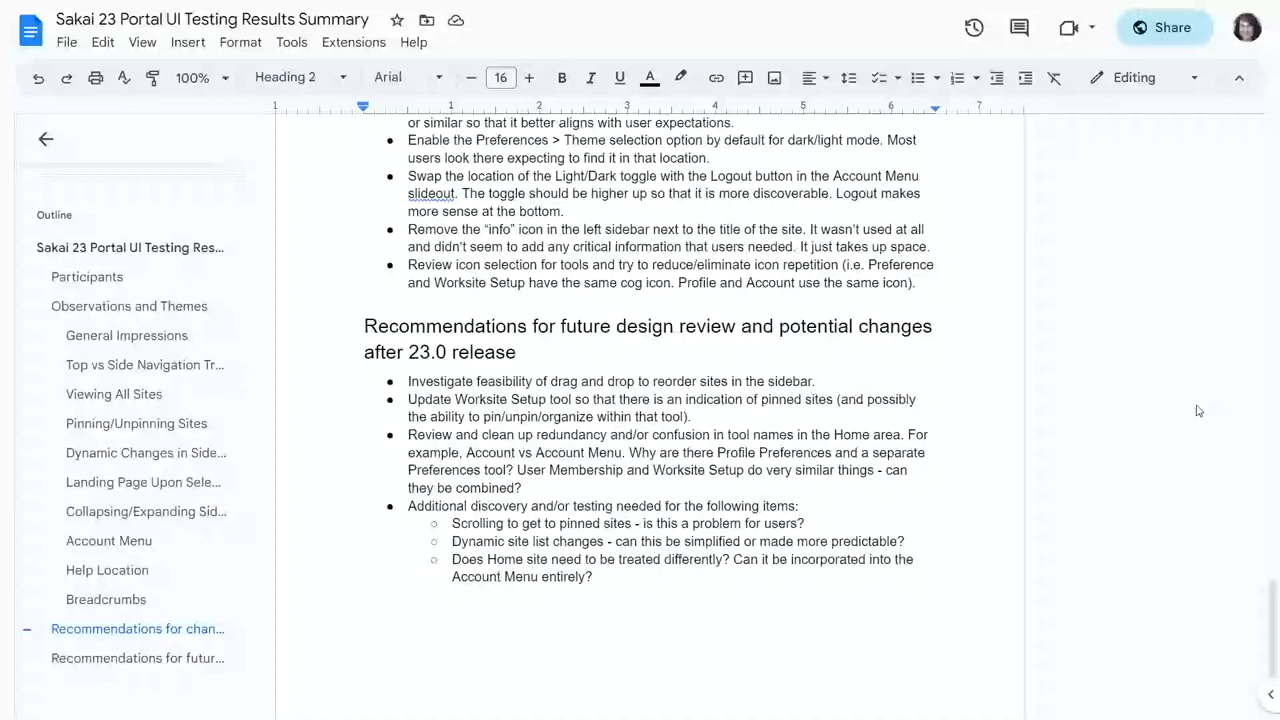 Sakai 23 Portal UI Testing Results Summary
File Edit View Insert Format Tools Extensions Help
Share
100% Heading 2 Arial 16 B I U A Editing
1 1 2 3 4 5 6 7
Outline
Sakai 23 Portal UI Testing Res...
Participants
Observations and Themes
General Impressions
Top vs Side Navigation Tr...
Viewing All Sites
Pinning/Unpinning Sites
Dynamic Changes in Side...
Landing Page Upon Sele...
Collapsing/Expanding Sid...
Account Menu
Help Location
Breadcrumbs
Recommendations for chan...
Recommendations for futur...
or similar so that it better aligns with user expectations.
● Enable the Preferences > Theme selection option by default for dark/light mode. Most
users look there expecting to find it in that location.
● Swap the location of the Light/Dark toggle with the Logout button in the Account Menu
slideout. The toggle should be higher up so that it is more discoverable. Logout makes
more sense at the bottom.
● Remove the “info” icon in the left sidebar next to the title of the site. It wasn’t used at all
and didn’t seem to add any critical information that users needed. It just takes up space.
● Review icon selection for tools and try to reduce/eliminate icon repetition (i.e. Preference
and Worksite Setup have the same cog icon. Profile and Account use the same icon).
Recommendations for future design review and potential changes
after 23.0 release
● Investigate feasibility of drag and drop to reorder sites in the sidebar.
● Update Worksite Setup tool so that there is an indication of pinned sites (and possibly
the ability to pin/unpin/organize within that tool).
● Review and clean up redundancy and/or confusion in tool names in the Home area. For
example, Account vs Account Menu. Why are there Profile Preferences and a separate
Preferences tool? User Membership and Worksite Setup do very similar things - can
they be combined?
● Additional discovery and/or testing needed for the following items:
○ Scrolling to get to pinned sites - is this a problem for users?
○ Dynamic site list changes - can this be simplified or made more predictable?
○ Does Home site need to be treated differently? Can it be incorporated into the
Account Menu entirely?